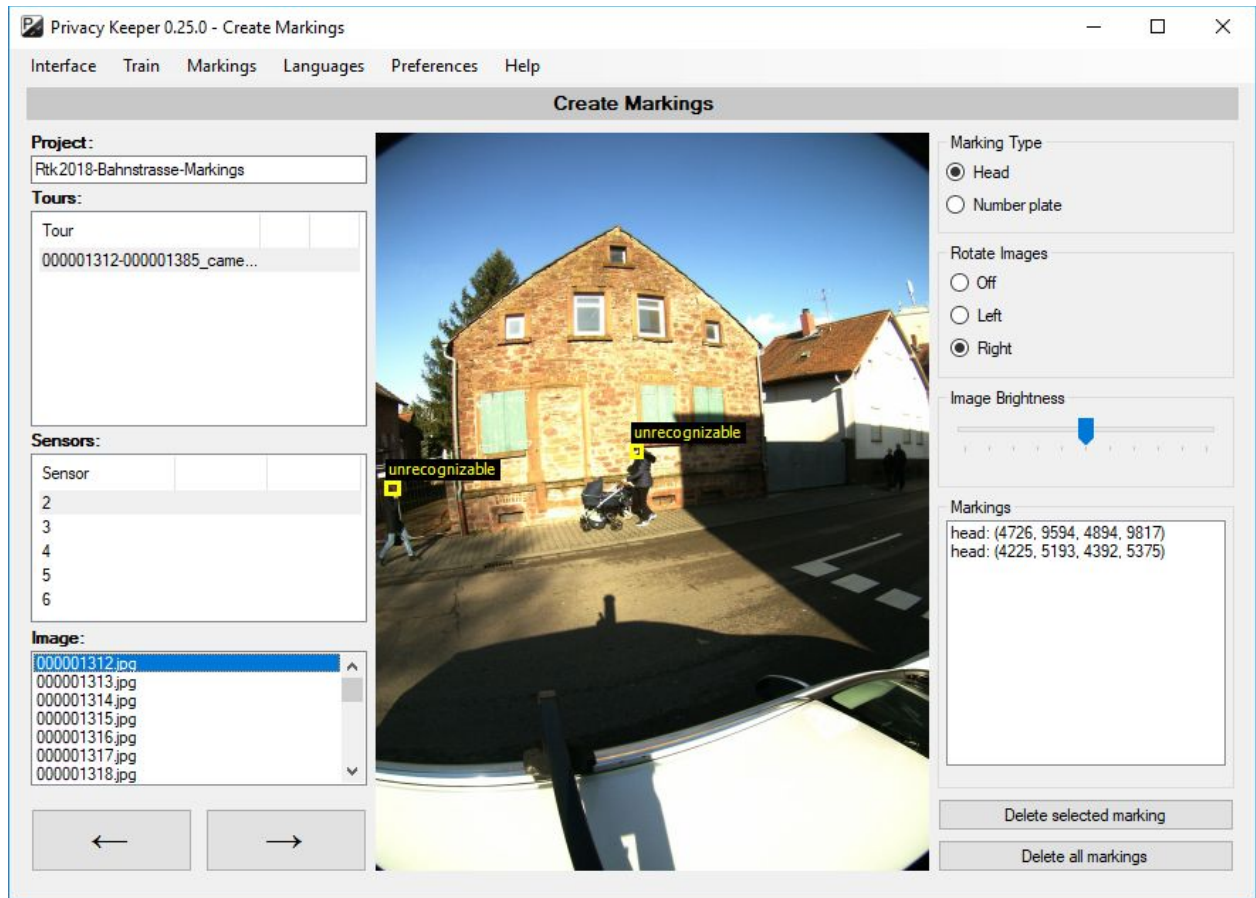 Privacy Keeper 0.25.0 - Create Markings
Interface Train Markings Languages Preferences Help
Create Markings
Project:
Rtk2018-Bahnstrasse-Markings
Tours:
Tour
000001312-000001385_came...
Sensors:
Sensor
2
3
4
5
6
Image:
000001312.jpg
000001313.jpg
000001314.jpg
000001315.jpg
000001316.jpg
000001317.jpg
000001318.jpg
←
→
unrecognizable
unrecognizable
Marking Type
Head
Number plate
Rotate Images
Off
Left
Right
Image Brightness
Markings
head: (4726, 9594, 4894, 9817)
head: (4225, 5193, 4392, 5375)
Delete selected marking
Delete all markings